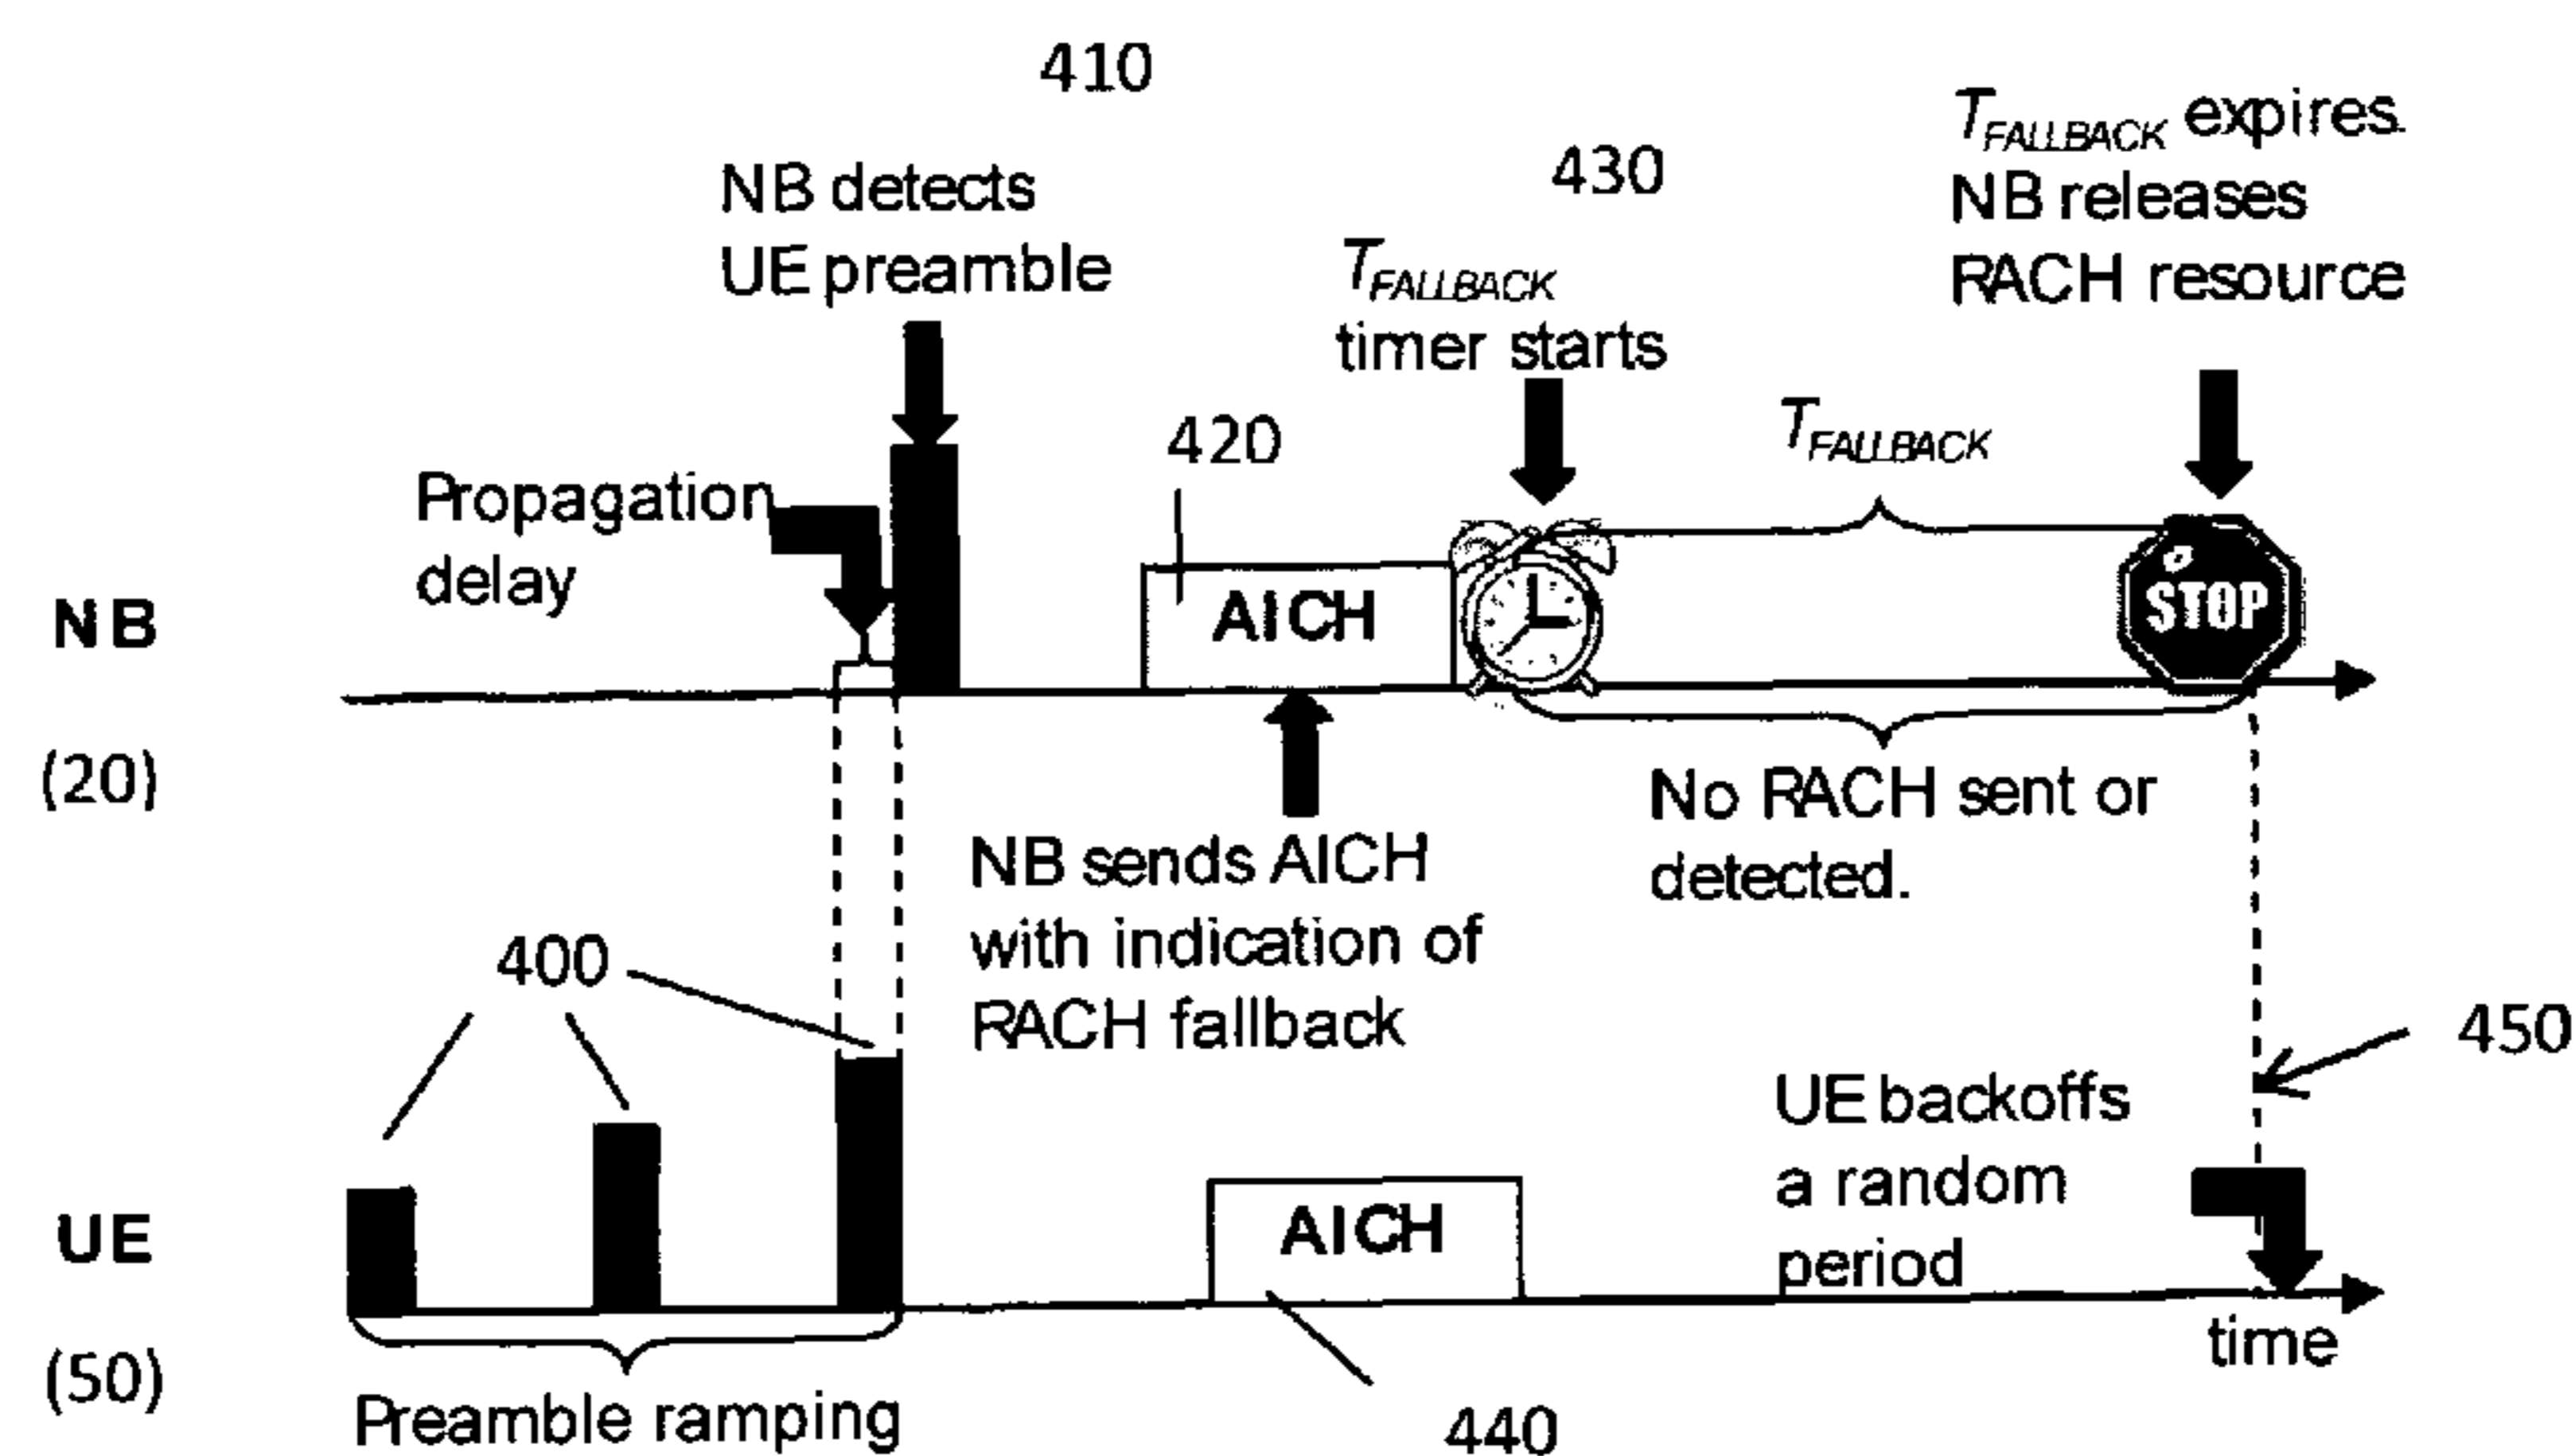 410
NB detects
UE preamble
430
T_FALLBACK
timer starts
T_FALLBACK expires.
NB releases
RACH resource
420
T_FALLBACK
Propagation
delay
NB
(20)
AICH
STOP
NB sends AICH
with indication of
RACH fallback
No RACH sent or
detected.
400
450
UE backoffs
a random
period
UE
(50)
AICH
time
Preamble ramping
440